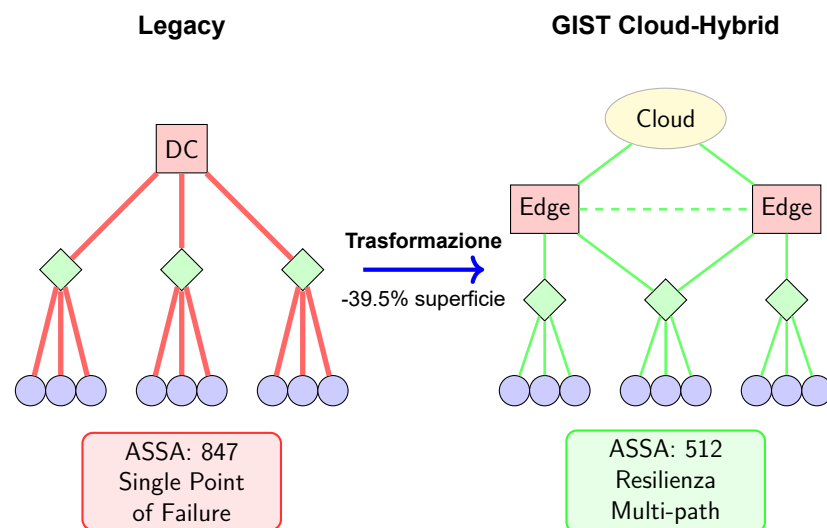 Legacy
GIST Cloud-Hybrid
DC
Cloud
Edge
Edge
Trasformazione
-39.5% superficie
ASSA: 847
Single Point
of Failure
ASSA: 512
Resilienza
Multi-path